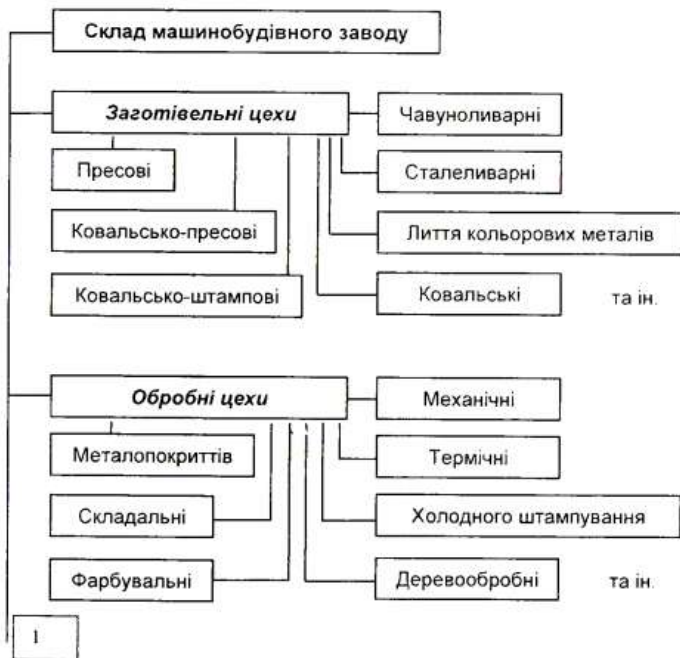 Склад машинобудівного заводу
Заготівельні цехи
Чавуноливарні
Пресові
Сталеливарні
Ковальсько-пресові
Лиття кольорових металів
Ковальсько-штампові
Ковальські
та ін.
Обробні цехи
Механічні
Металопокриттів
Термічні
Складальні
Холодного штампування
Фарбувальні
Деревообробні
та ін.
1